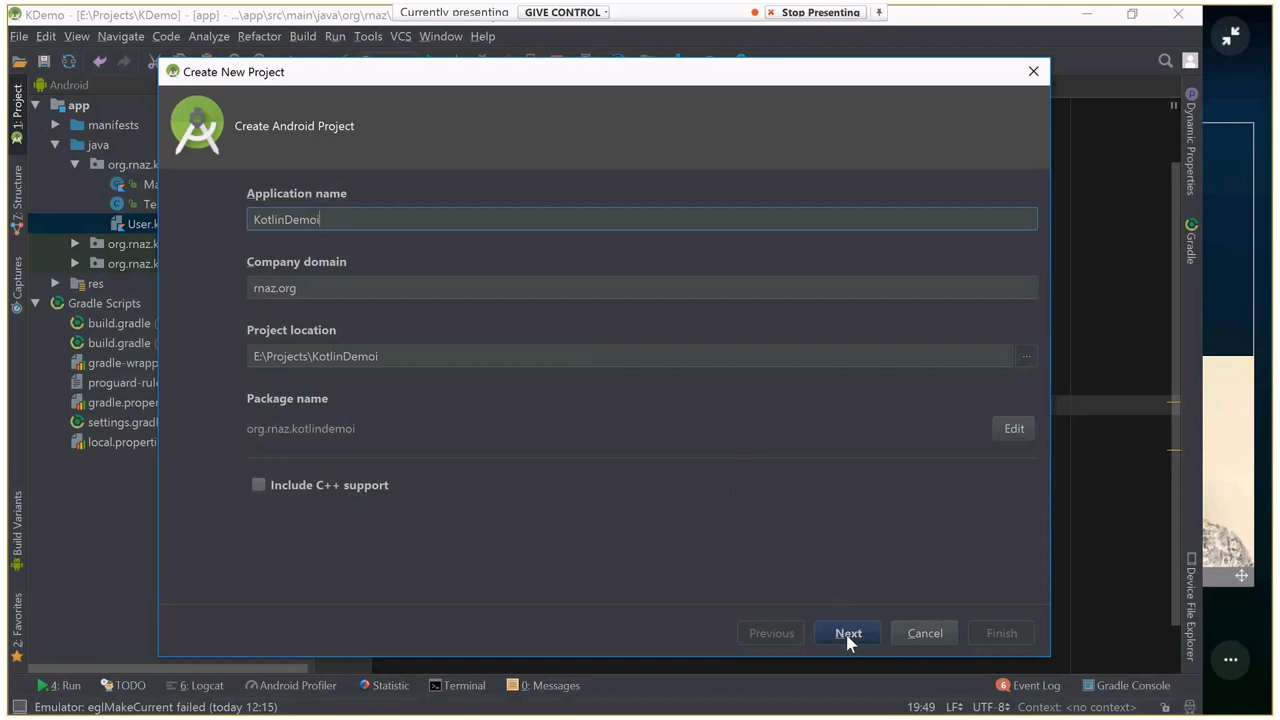 KDemo - [E:\Projects\KDemo] - [app] - ...\app\src\main\java\org\rnaz
Currently presenting
GIVE CONTROL
Stop Presenting
File Edit View Navigate Code Analyze Refactor Build Run Tools VCS Window Help
Android
1: Project
Z: Structure
Captures
Build Variants
2: Favorites
app
manifests
java
org.rnaz.k
Ma
Te
User.k
org.rnaz.k
org.rnaz.k
res
Gradle Scripts
build.gradle (
build.gradle (
gradle-wrapp
proguard-rule
gradle.proper
settings.gradl
local.properti
Create New Project
Create Android Project
Application name
KotlinDemoi
Company domain
rnaz.org
Project location
E:\Projects\KotlinDemoi
...
Package name
org.rnaz.kotlindemoi
Edit
Include C++ support
Previous
Next
Cancel
Finish
Dynamic Properties
Gradle
Device File Explorer
4: Run
TODO
6: Logcat
Android Profiler
Statistic
Terminal
0: Messages
6 Event Log
Gradle Console
Emulator: eglMakeCurrent failed (today 12:15)
19:49 LF÷ UTF-8÷ Context: <no context>